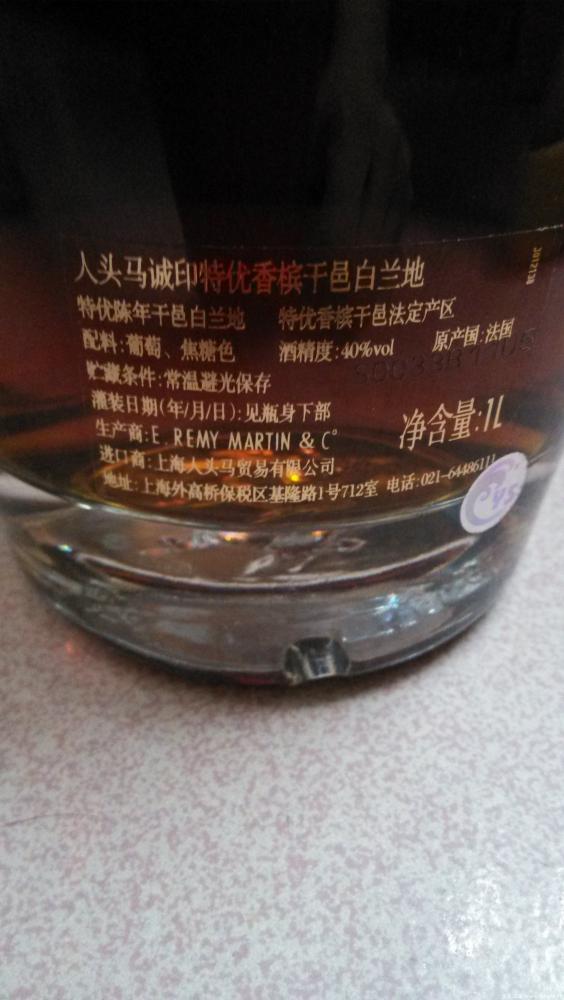 人头马诚印特优香槟干邑白兰地
特优陈年干邑白兰地 特优香槟干邑法定产区
配料:葡萄、焦糖色 酒精度:40%vol 原产国:法国
贮藏条件:常温避光保存
灌装日期(年/月/日):见瓶身下部
净含量:1L
生产商:E. REMY MARTIN & C°
进口商:上海人头马贸易有限公司
地址:上海外高桥保税区基隆路1号712室 电话:021-64486111